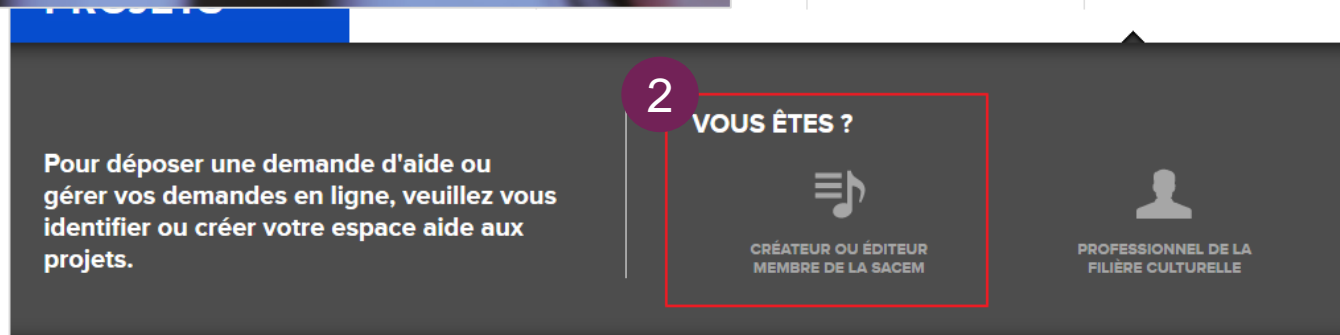 PROJETS
2
VOUS ÊTES ?
Pour déposer une demande d'aide ou
gérer vos demandes en ligne, veuillez vous
identifier ou créer votre espace aide aux
projets.
CRÉATEUR OU ÉDITEUR
MEMBRE DE LA SACEM
PROFESSIONNEL DE LA
FILIÈRE CULTURELLE